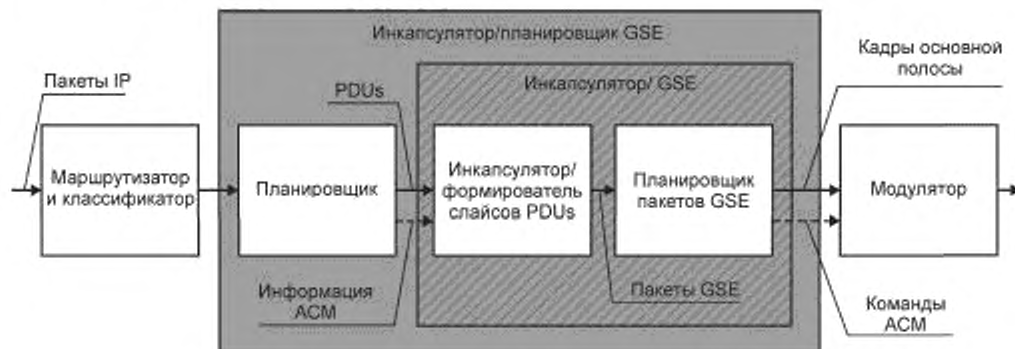 Инкапсулятор/планировщик GSE
Инкапсулятор/ GSE
Пакеты IP
PDUs
Кадры основной
полосы
Маршрутизатор
и классификатор
Планировщик
Инкапсулятор/
формирователь
слайсов PDUs
Планировщик
пакетов GSE
Модулятор
Информация
ACM
Пакеты GSE
Команды
ACM